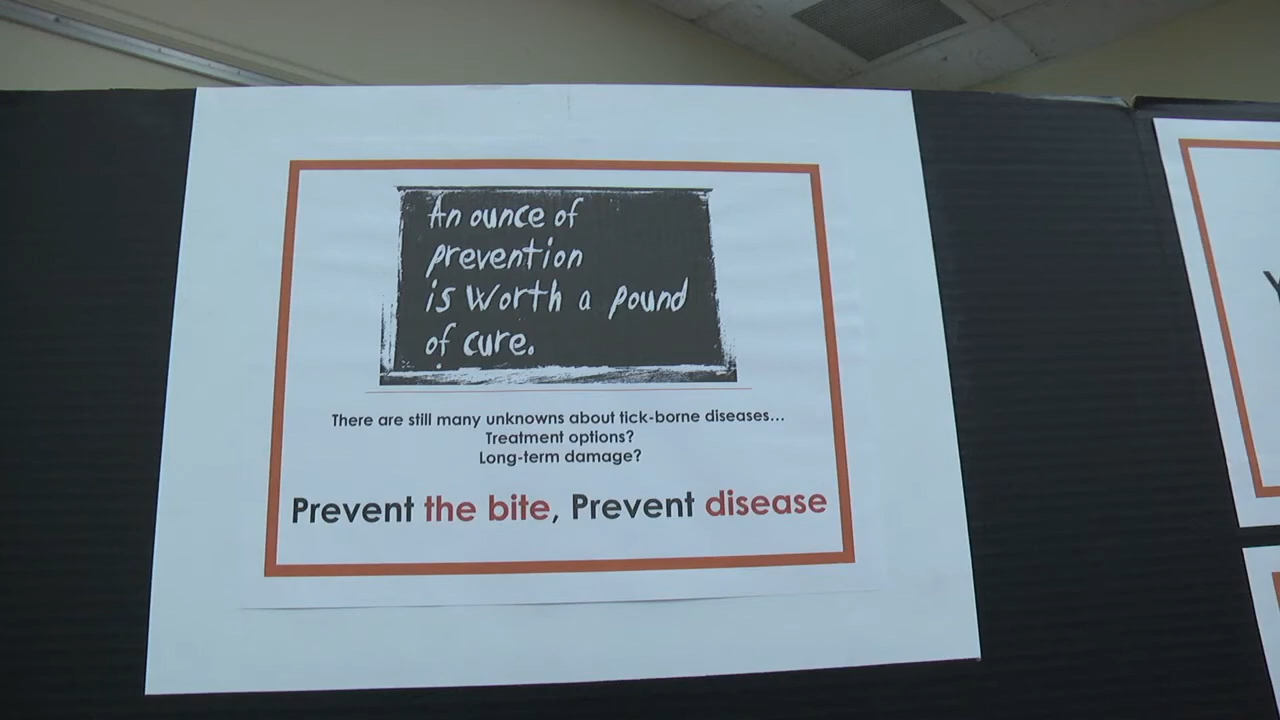 An ounce of
prevention
is worth a pound
of cure.
There are still many unknowns about tick-borne diseases...
Treatment options?
Long-term damage?
Prevent the bite, Prevent disease